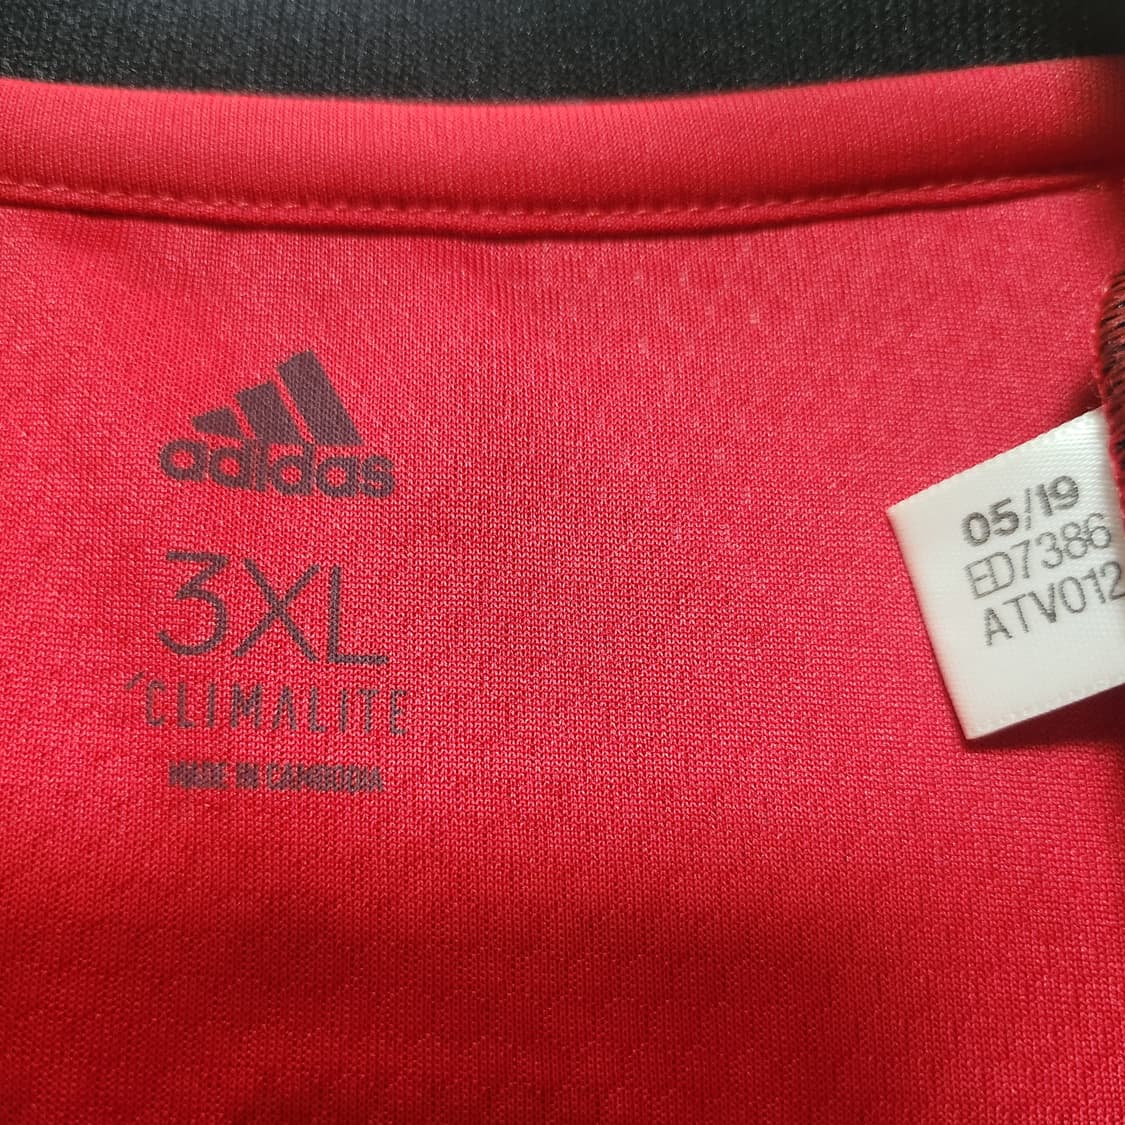 adidas
3XL
CLIMALITE
MADE IN CAMBODIA
05/19
ED7386
ATV012